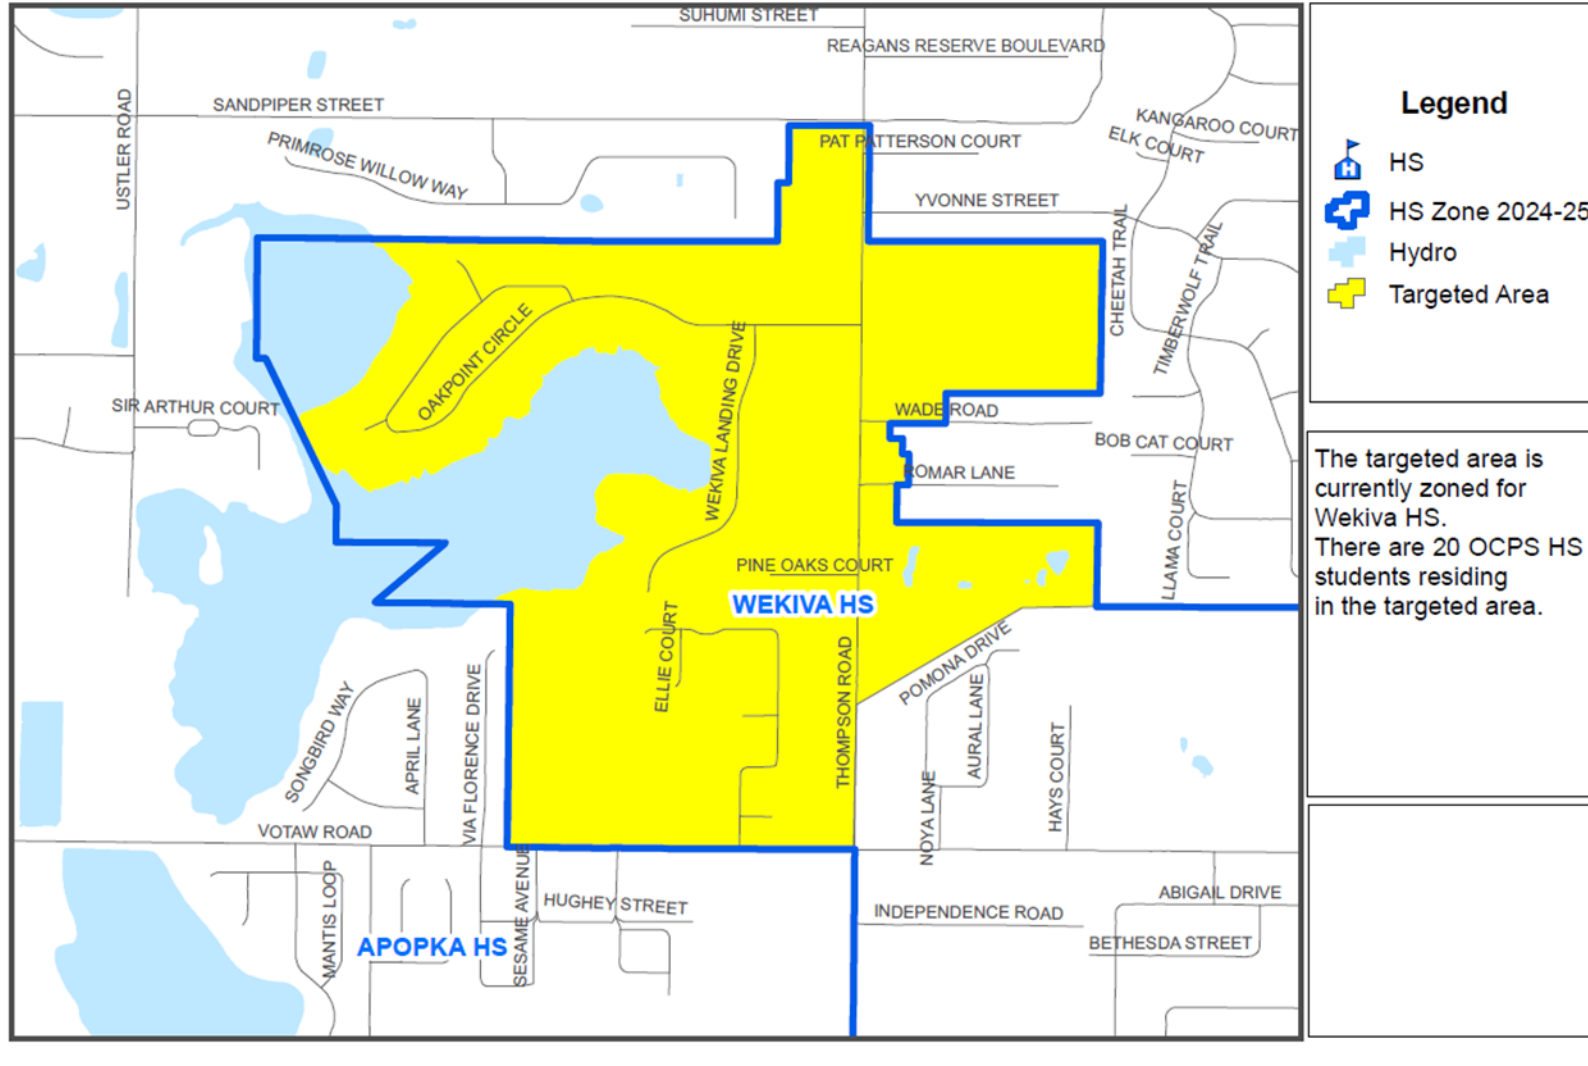 SUHUMI STREET
REAGANS RESERVE BOULEVARD
SANDPIPER STREET
USTLER ROAD
PRIMROSE WILLOW WAY
PAT PATTERSON COURT
KANGAROO COURT
ELK COURT
YVONNE STREET
CHEETAH TRAIL
TIMBERWOLF TRAIL
OAKPOINT CIRCLE
WEKIVA LANDING DRIVE
SIR ARTHUR COURT
WADE ROAD
BOB CAT COURT
ROMAR LANE
LLAMA COURT
PINE OAKS COURT
WEKIVA HS
ELLIE COURT
THOMPSON ROAD
POMONA DRIVE
SONGBIRD WAY
APRIL LANE
VIA FLORENCE DRIVE
AURAL LANE
HAYS COURT
NOYA LANE
VOTAW ROAD
MANTIS LOOP
SESAME AVENUE
HUGHEY STREET
INDEPENDENCE ROAD
ABIGAIL DRIVE
BETHESDA STREET
APOPKA HS
Legend
H HS
HS Zone 2024-25
Hydro
Targeted Area
The targeted area is
currently zoned for
Wekiva HS.
There are 20 OCPS HS
students residing
in the targeted area.